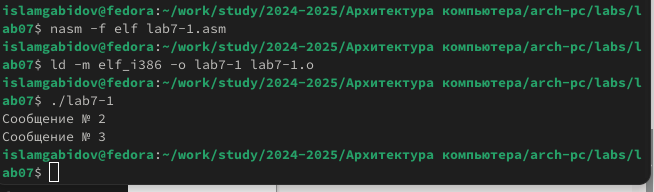 islamgabidov@fedora:~/work/study/2024-2025/Архитектура компьютера/arch-pc/labs/l
ab07$ nasm -f elf lab7-1.asm
islamgabidov@fedora:~/work/study/2024-2025/Архитектура компьютера/arch-pc/labs/l
ab07$ ld -m elf_i386 -o lab7-1 lab7-1.o
islamgabidov@fedora:~/work/study/2024-2025/Архитектура компьютера/arch-pc/labs/l
ab07$ ./lab7-1
Сообщение № 2
Сообщение № 3
islamgabidov@fedora:~/work/study/2024-2025/Архитектура компьютера/arch-pc/labs/l
ab07$